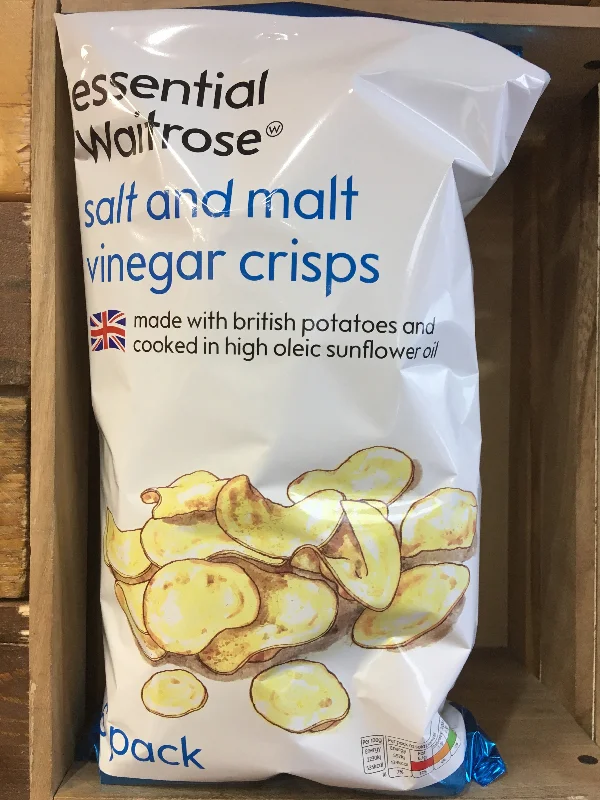 essential
Waitrose
salt and malt
vinegar crisps
made with british potatoes and
cooked in high oleic sunflower oil
pack